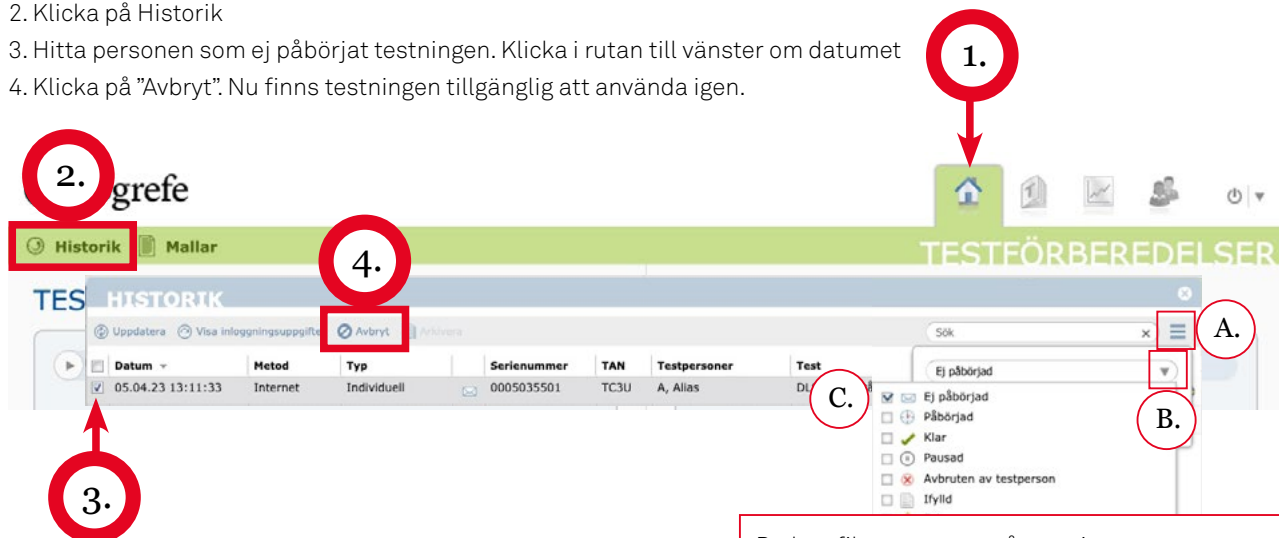 2. Klicka på Historik
3. Hitta personen som ej påbörjat testningen. Klicka i rutan till vänster om datumet
4. Klicka på ”Avbryt”. Nu finns testningen tillgänglig att använda igen.
1.
2.
grefe
Historik Mallar
4.
TESTFÖRBEREDELSER
TES
HISTORIK
Uppdatera Visa inloggningsuppgifte Avbryt Arkivera
Sök
A.
Datum Metod Typ Serienummer TAN Testpersoner Test
Ej påbörjad
05.04.23 13:11:33 Internet Individuell 0005035501 TC3U A, Alias
B.
C.
Ej påbörjad
Påbörjad
Klar
Pausad
Avbruten av testperson
Ifylld
3.